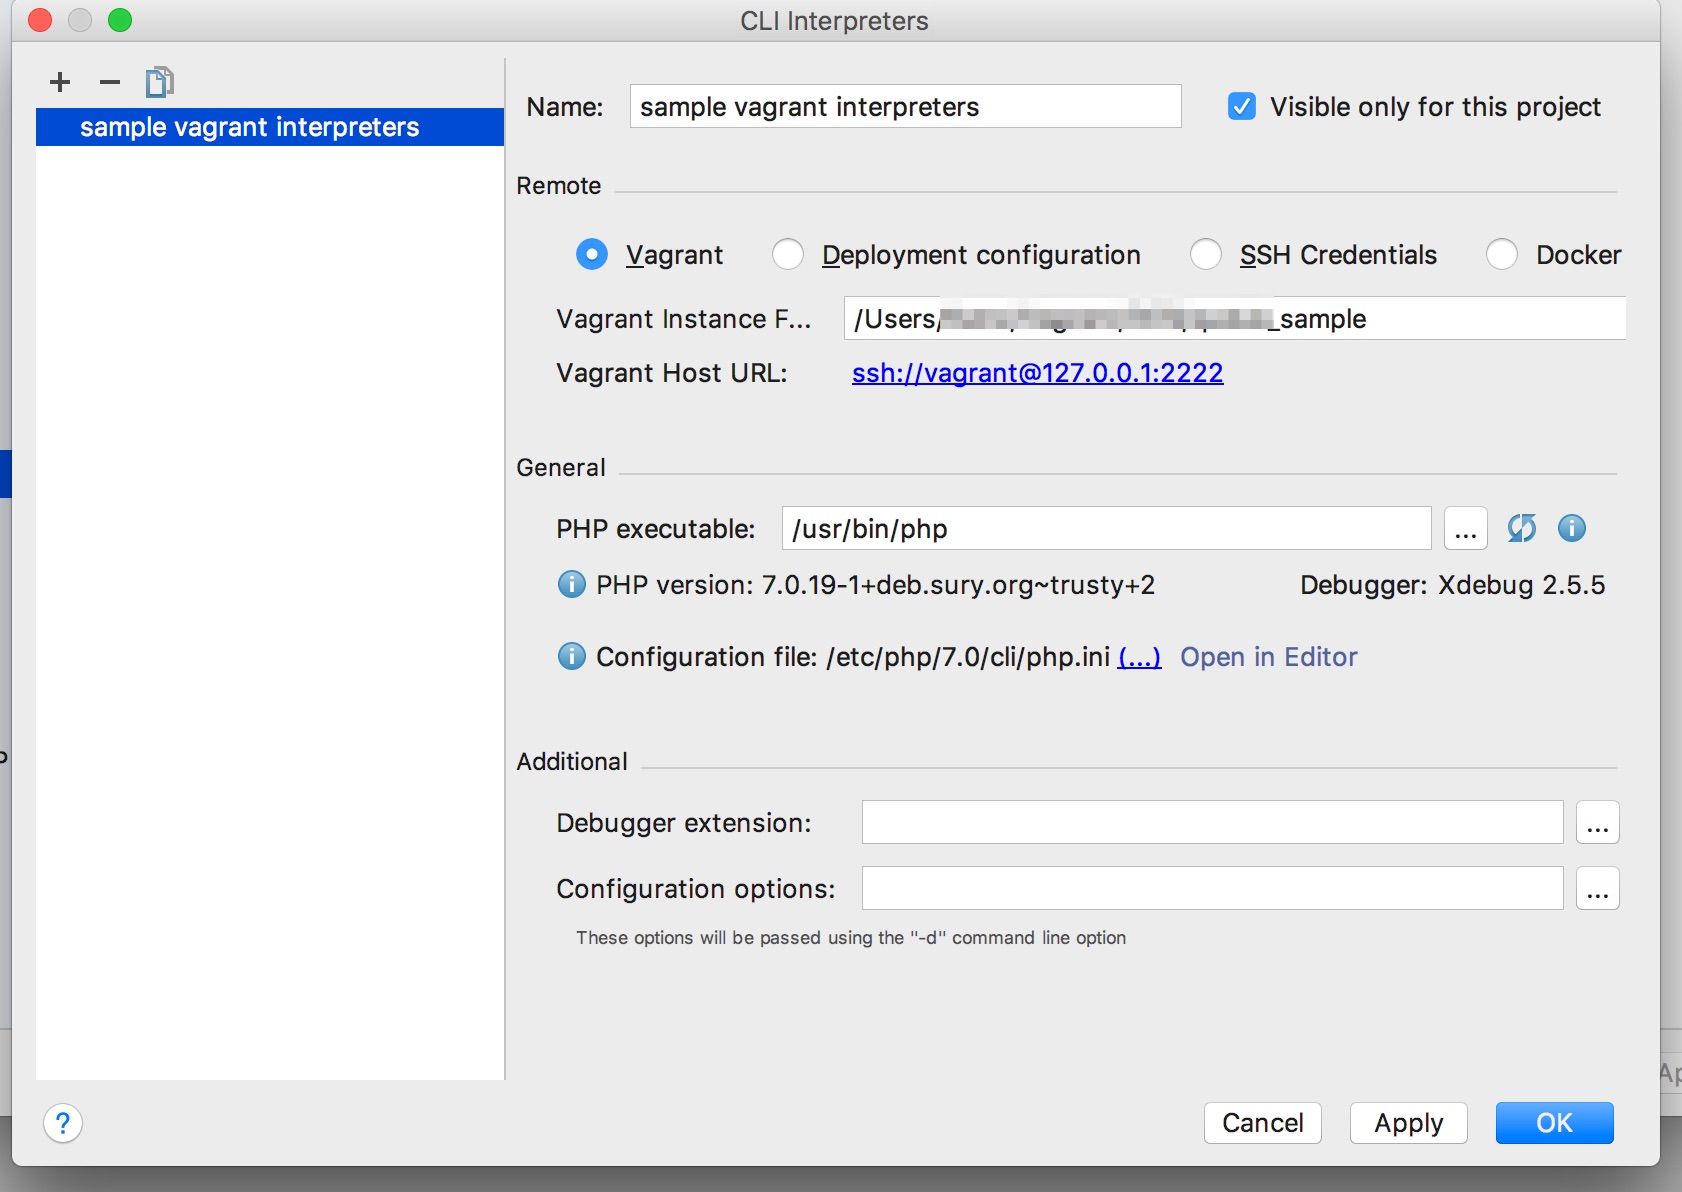 CLI Interpreters
sample vagrant interpreters
Name: sample vagrant interpreters Visible only for this project
Remote
Vagrant Deployment configuration SSH Credentials Docker
Vagrant Instance F... /Users/ _sample
Vagrant Host URL: ssh://vagrant@127.0.0.1:2222
General
PHP executable: /usr/bin/php ...
PHP version: 7.0.19-1+deb.sury.org~trusty+2 Debugger: Xdebug 2.5.5
Configuration file: /etc/php/7.0/cli/php.ini (...) Open in Editor
Additional
Debugger extension: ...
Configuration options: ...
These options will be passed using the "-d" command line option
? Cancel Apply OK